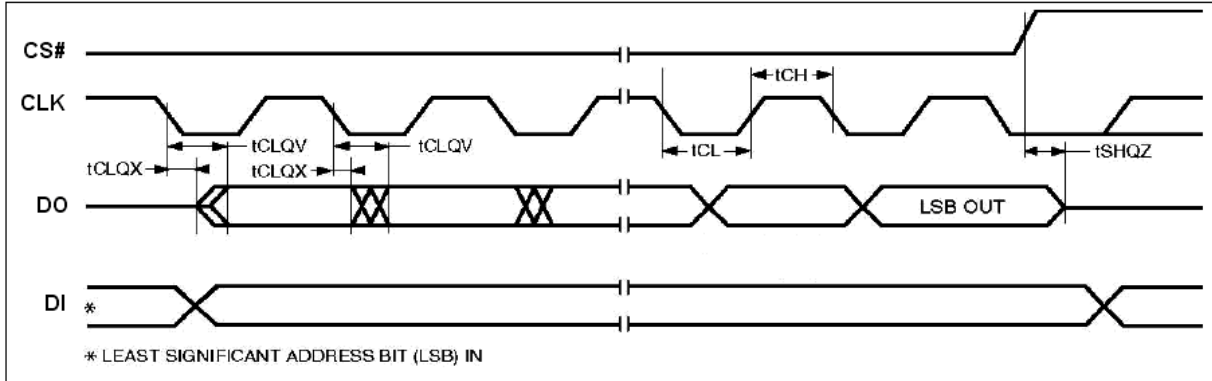 CS#
tCH
CLK
tCLQV
tCLQV
tCL
tSHQZ
tCLQX
tCLQX
DO
LSB OUT
DI
*
* LEAST SIGNIFICANT ADDRESS BIT (LSB) IN